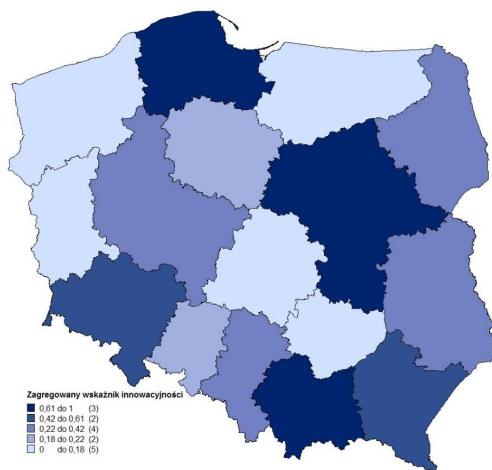 Zagregowany wskaźnik innowacyjności
0,61 do 1 (3)
0,42 do 0,61 (2)
0,22 do 0,42 (4)
0,18 do 0,22 (2)
0 do 0,18 (5)